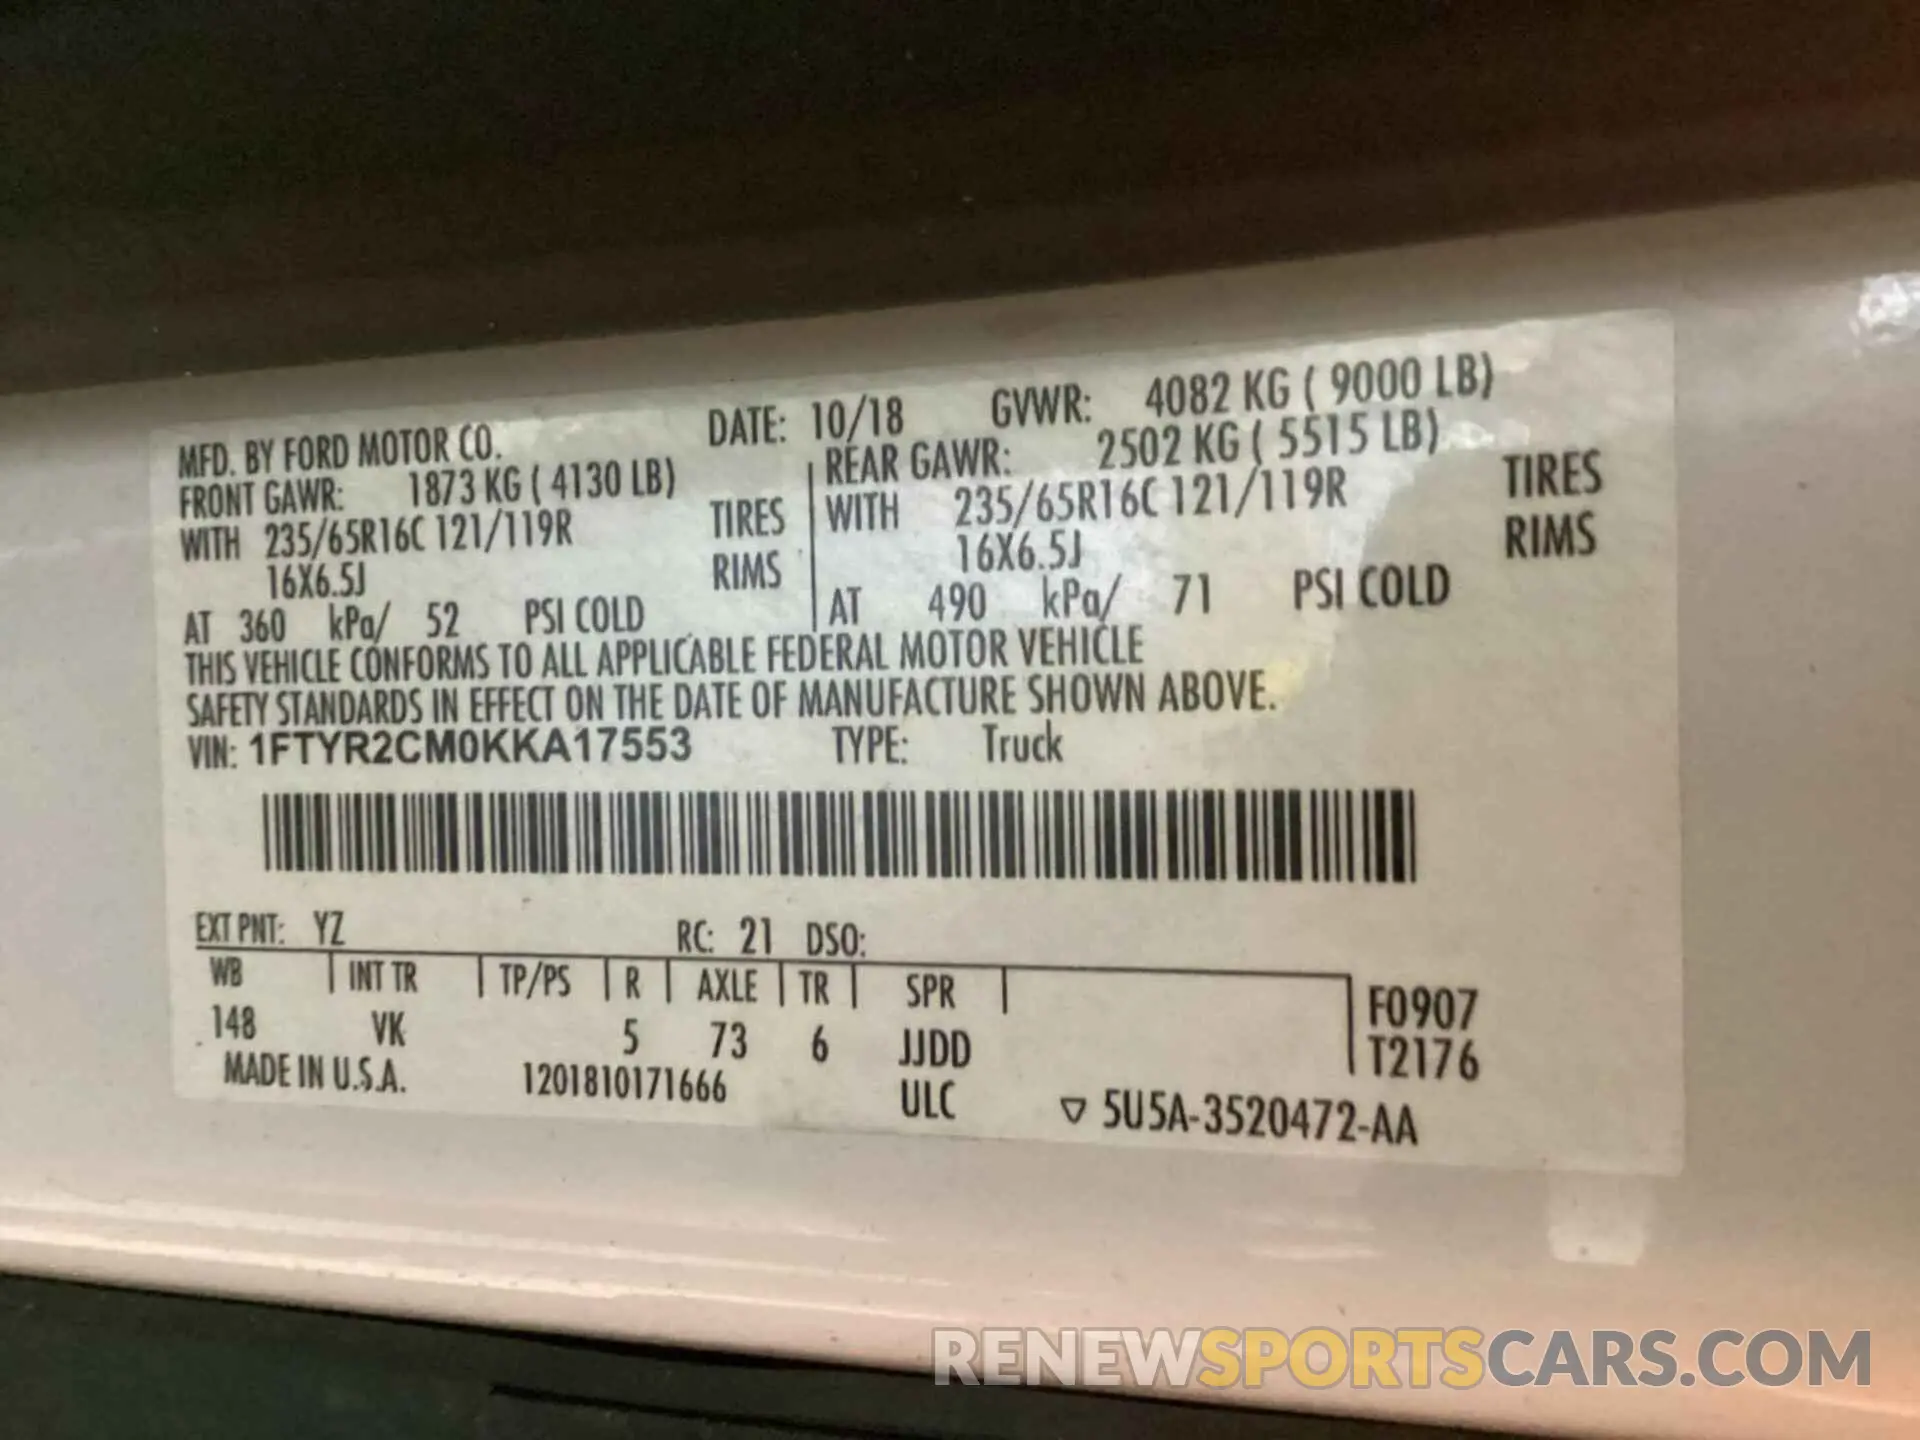 MFD. BY FORD MOTOR CO. DATE: 10/18 GVWR: 4082 KG ( 9000 LB)
FRONT GAWR: 1873 KG ( 4130 LB) REAR GAWR: 2502 KG ( 5515 LB)
WITH 235/65R16C 121/119R TIRES WITH 235/65R16C 121/119R TIRES
16X6.5J RIMS 16X6.5J RIMS
AT 360 kPa/ 52 PSI COLD AT 490 kPa/ 71 PSI COLD
THIS VEHICLE CONFORMS TO ALL APPLICABLE FEDERAL MOTOR VEHICLE
SAFETY STANDARDS IN EFFECT ON THE DATE OF MANUFACTURE SHOWN ABOVE.
VIN: 1FTYR2CM0KKA17553 TYPE: Truck
EXT PNT: YZ RC: 21 DSO:
WB INT TR TP/PS R AXLE TR SPR F0907
148 VK 5 73 6 JJDD T2176
MADE IN U.S.A. 1201810171666 ULC ▽ 5U5A-3520472-AA
RENEWSPORTSCARS.COM